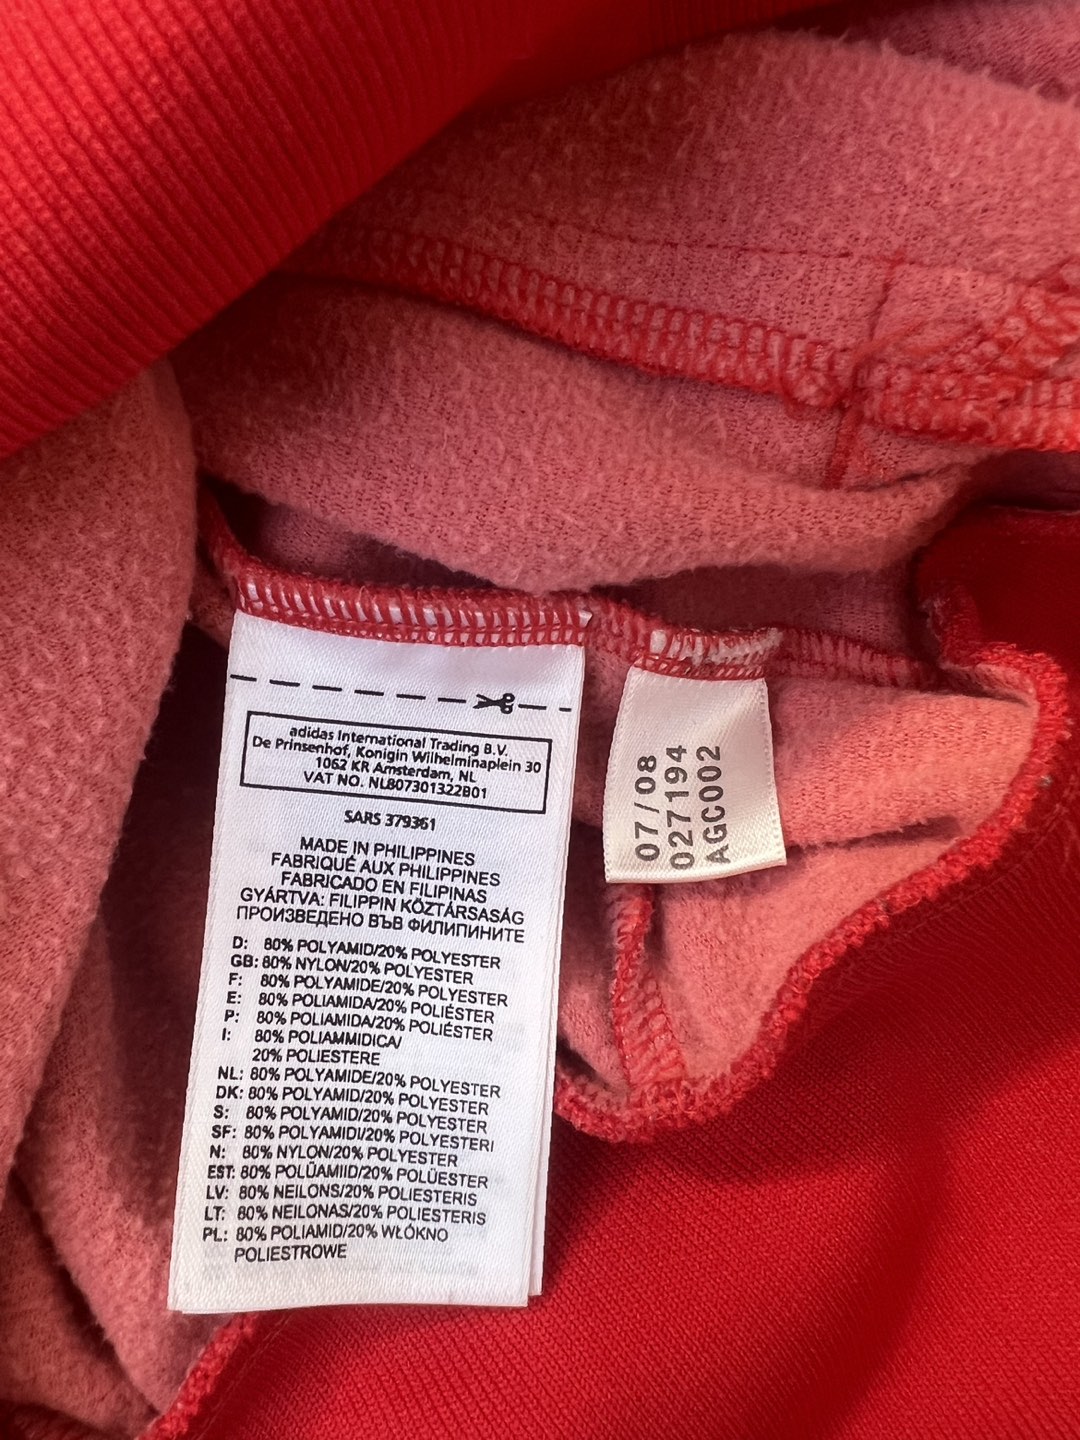 adidas International Trading B.V.
De Prinsenhof, Konigin Wilhelminaplein 30
1062 KR Amsterdam, NL
VAT NO. NL807301322B01
SARS 379361
MADE IN PHILIPPINES
FABRIQUÉ AUX PHILIPPINES
FABRICADO EN FILIPINAS
GYÁRTVA: FILIPPIN KÖZTÁRSASÁG
ПРОИЗВЕДЕНО ВЪВ ФИЛИПИНИТЕ
D: 80% POLYAMID/20% POLYESTER
GB: 80% NYLON/20% POLYESTER
F: 80% POLYAMIDE/20% POLYESTER
E: 80% POLIAMIDA/20% POLIÉSTER
P: 80% POLIAMIDA/20% POLIÉSTER
I: 80% POLIAMMIDICA/
20% POLIESTERE
NL: 80% POLYAMIDE/20% POLYESTER
DK: 80% POLYAMID/20% POLYESTER
S: 80% POLYAMID/20% POLYESTER
SF: 80% POLYAMIDI/20% POLYESTERI
N: 80% NYLON/20% POLYESTER
EST: 80% POLÜAMIID/20% POLÜESTER
LV: 80% NEILONS/20% POLIESTERIS
LT: 80% NEILONAS/20% POLIESTERIS
PL: 80% POLIAMID/20% WŁÓKNO
POLIESTROWE
07/08
027194
AGC002